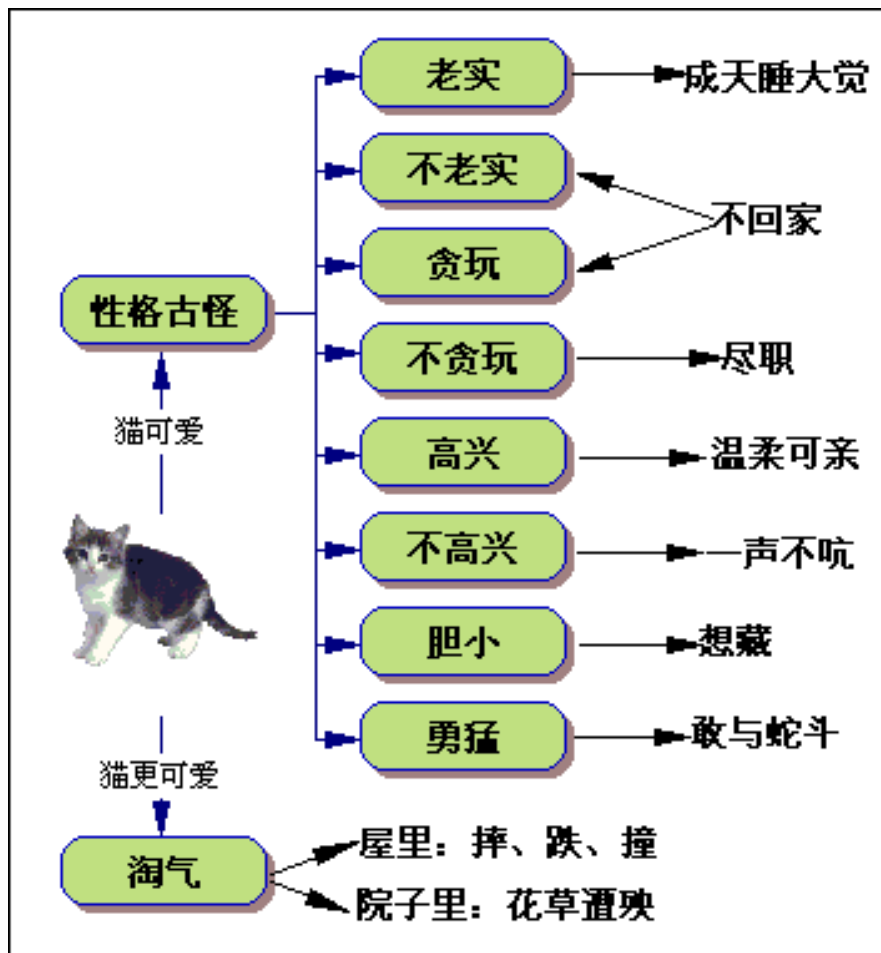 老实
成天睡大觉
不老实
不回家
贪玩
性格古怪
不贪玩
尽职
猫可爱
高兴
温柔可亲
不高兴
一声不吭
胆小
想藏
勇猛
敢与蛇斗
猫更可爱
淘气
屋里：摔、跌、撞
院子里：花草遭殃